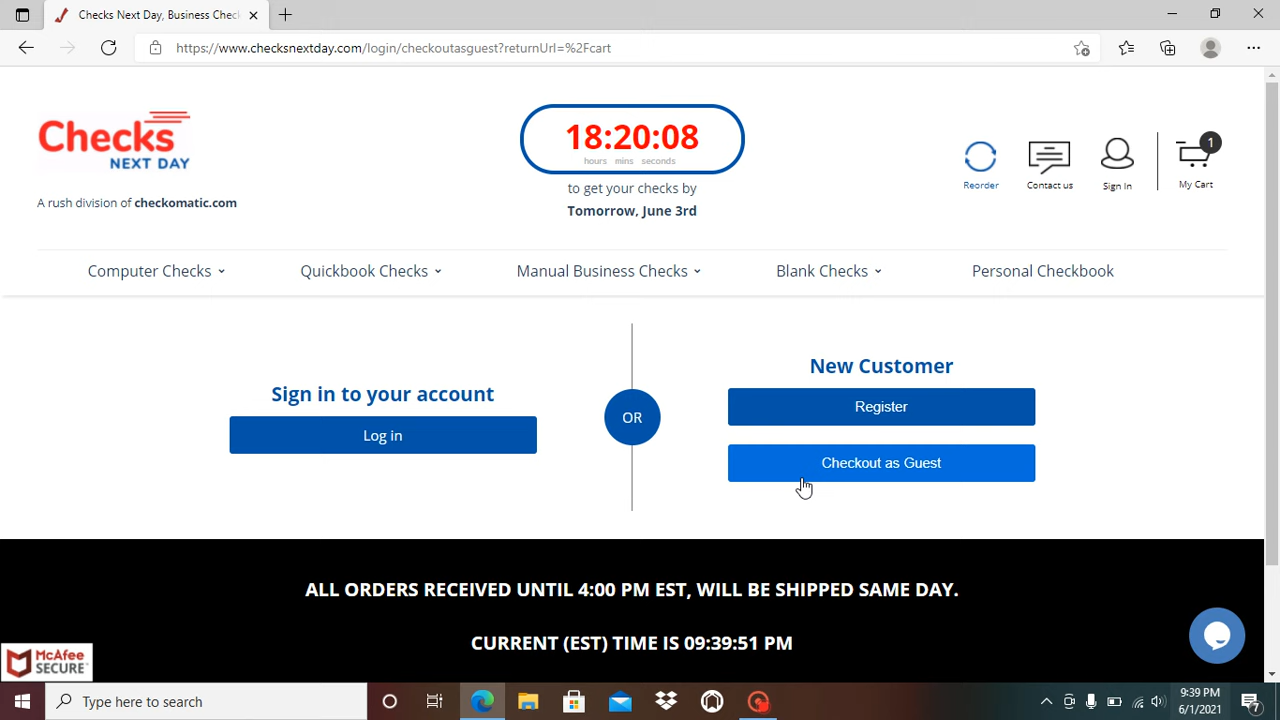 Checks Next Day, Business Check
https://www.checksnextday.com/login/checkoutasguest?returnUrl=%2Fcart
Checks
NEXT DAY
A rush division of checkomatic.com
18:20:08
hours mins seconds
to get your checks by
Tomorrow, June 3rd
Reorder
Contact us
Sign In
1
My Cart
Computer Checks
Quickbook Checks
Manual Business Checks
Blank Checks
Personal Checkbook
Sign in to your account
Log in
OR
New Customer
Register
Checkout as Guest
ALL ORDERS RECEIVED UNTIL 4:00 PM EST, WILL BE SHIPPED SAME DAY.
CURRENT (EST) TIME IS 09:39:51 PM
McAfee
SECURE
Type here to search
9:39 PM
6/1/2021
7